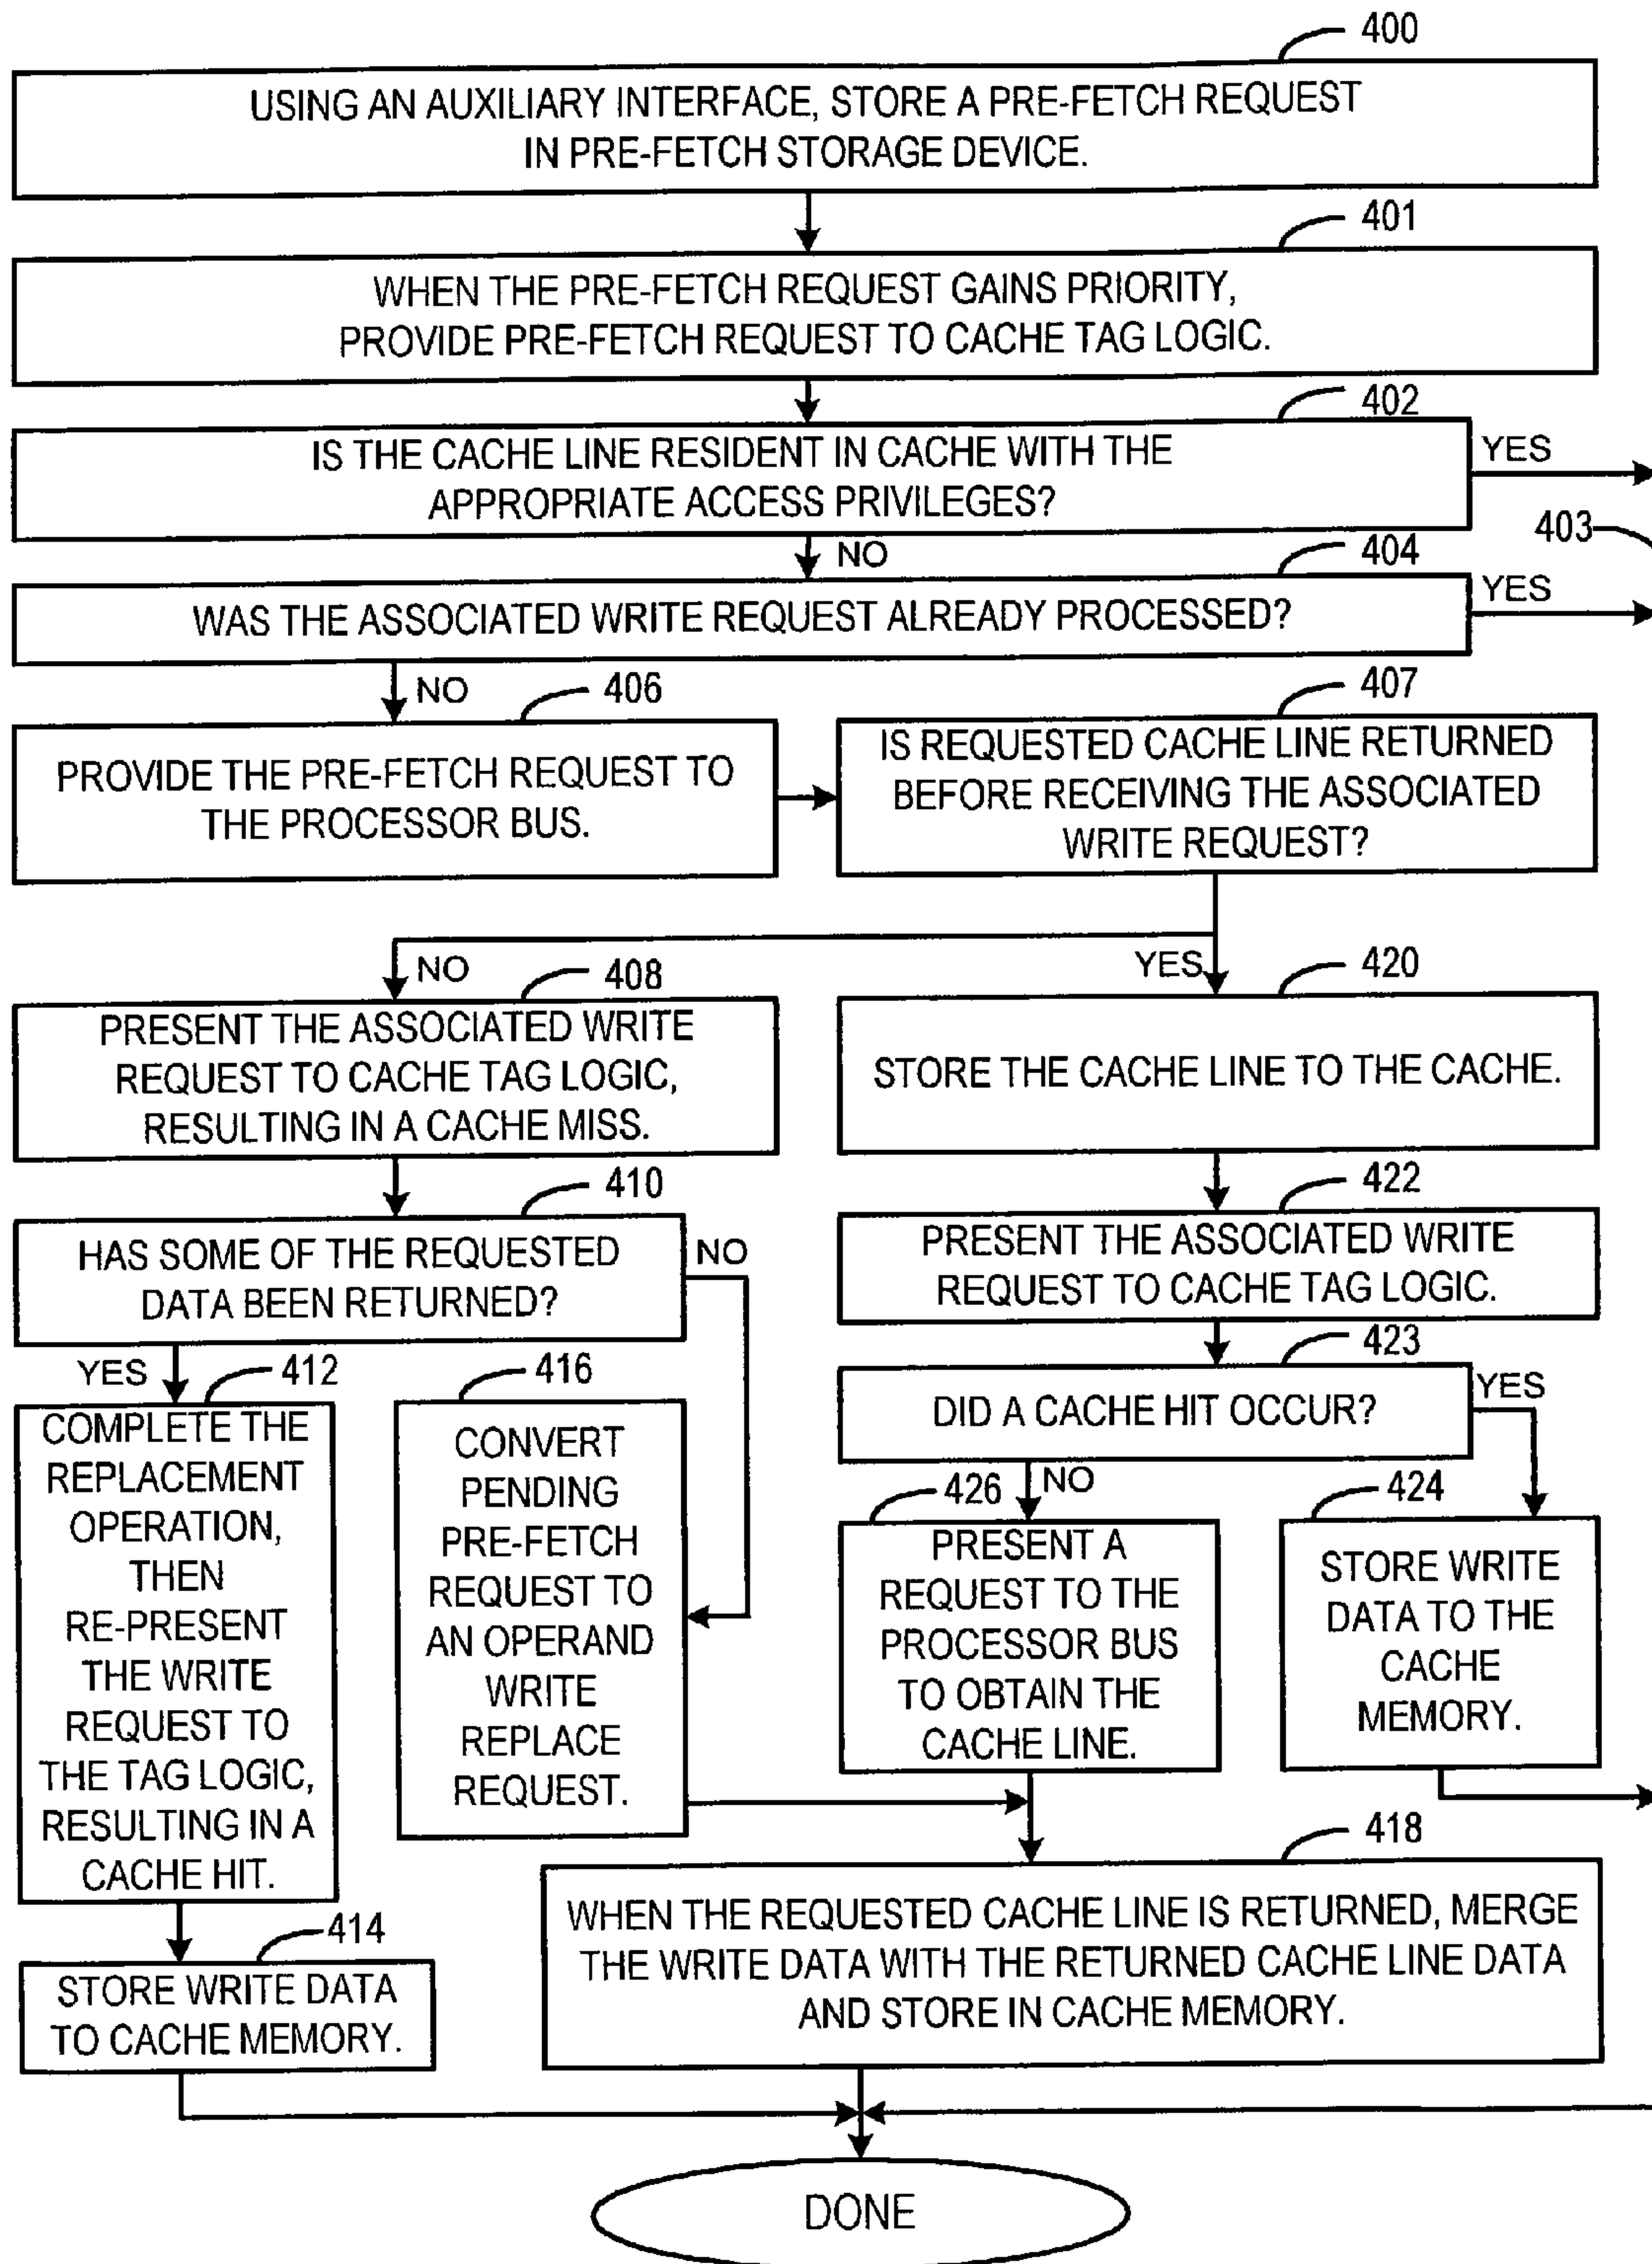 400
USING AN AUXILIARY INTERFACE, STORE A PRE-FETCH REQUEST
IN PRE-FETCH STORAGE DEVICE.
401
WHEN THE PRE-FETCH REQUEST GAINS PRIORITY,
PROVIDE PRE-FETCH REQUEST TO CACHE TAG LOGIC.
402
IS THE CACHE LINE RESIDENT IN CACHE WITH THE
APPROPRIATE ACCESS PRIVILEGES?
YES
403
NO
404
WAS THE ASSOCIATED WRITE REQUEST ALREADY PROCESSED?
YES
NO
406
PROVIDE THE PRE-FETCH REQUEST TO
THE PROCESSOR BUS.
407
IS REQUESTED CACHE LINE RETURNED
BEFORE RECEIVING THE ASSOCIATED
WRITE REQUEST?
NO
408
PRESENT THE ASSOCIATED WRITE
REQUEST TO CACHE TAG LOGIC,
RESULTING IN A CACHE MISS.
YES
420
STORE THE CACHE LINE TO THE CACHE.
410
HAS SOME OF THE REQUESTED
DATA BEEN RETURNED?
NO
422
PRESENT THE ASSOCIATED WRITE
REQUEST TO CACHE TAG LOGIC.
423
DID A CACHE HIT OCCUR?
YES
YES
412
COMPLETE THE
REPLACEMENT
OPERATION,
THEN
RE-PRESENT
THE WRITE
REQUEST TO
THE TAG LOGIC,
RESULTING IN A
CACHE HIT.
416
CONVERT
PENDING
PRE-FETCH
REQUEST TO
AN OPERAND
WRITE
REPLACE
REQUEST.
NO
426
PRESENT A
REQUEST TO THE
PROCESSOR BUS
TO OBTAIN THE
CACHE LINE.
424
STORE WRITE
DATA TO THE
CACHE
MEMORY.
414
STORE WRITE DATA
TO CACHE MEMORY.
418
WHEN THE REQUESTED CACHE LINE IS RETURNED, MERGE
THE WRITE DATA WITH THE RETURNED CACHE LINE DATA
AND STORE IN CACHE MEMORY.
DONE